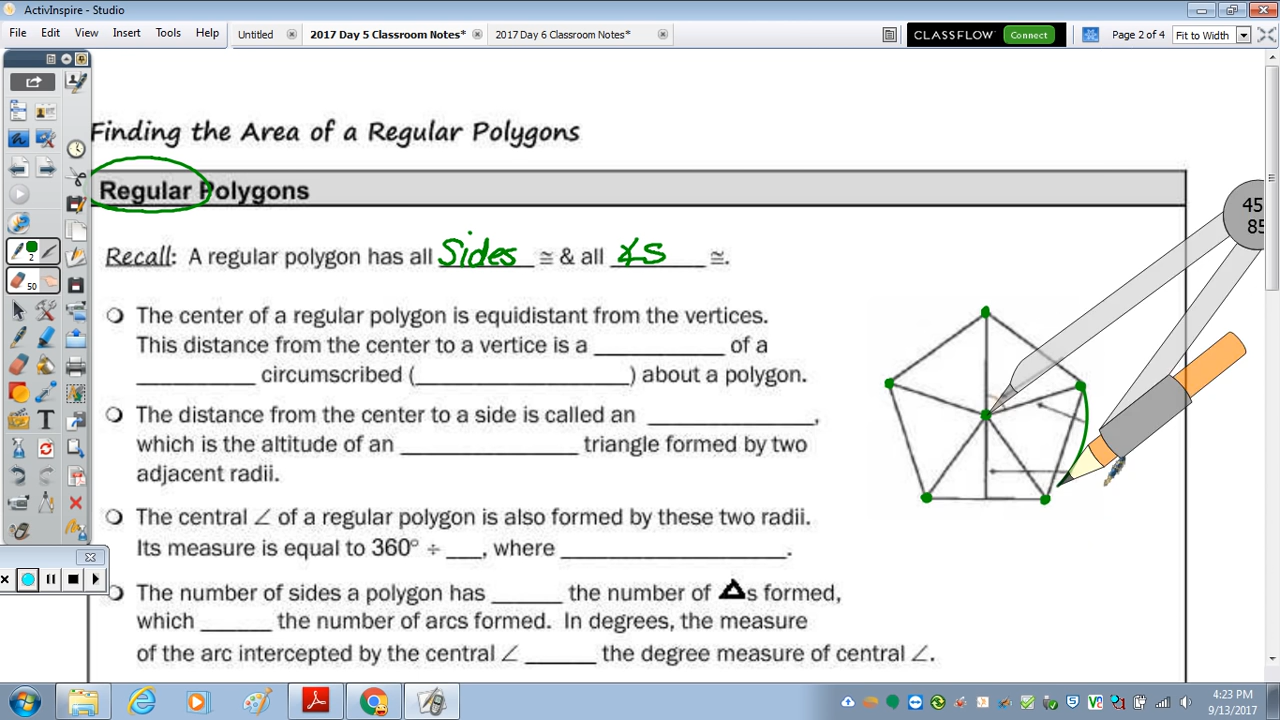 ActivInspire - Studio
File Edit View Insert Tools Help
Untitled
2017 Day 5 Classroom Notes*
2017 Day 6 Classroom Notes*
CLASSFLOW Connect
Page 2 of 4
Fit to Width
Finding the Area of a Regular Polygons
Regular Polygons
Recall: A regular polygon has all Sides ≅ & all ∡s ≅.
The center of a regular polygon is equidistant from the vertices.
This distance from the center to a vertice is a ___________ of a
__________ circumscribed (__________________) about a polygon.
The distance from the center to a side is called an ______________,
which is the altitude of an _______________ triangle formed by two
adjacent radii.
The central ∠ of a regular polygon is also formed by these two radii.
Its measure is equal to 360° ÷ ___, where ___________________.
The number of sides a polygon has ______ the number of Δs formed,
which ______ the number of arcs formed. In degrees, the measure
of the arc intercepted by the central ∠ ______ the degree measure of central ∠.
2
50
45
85
4:23 PM
9/13/2017